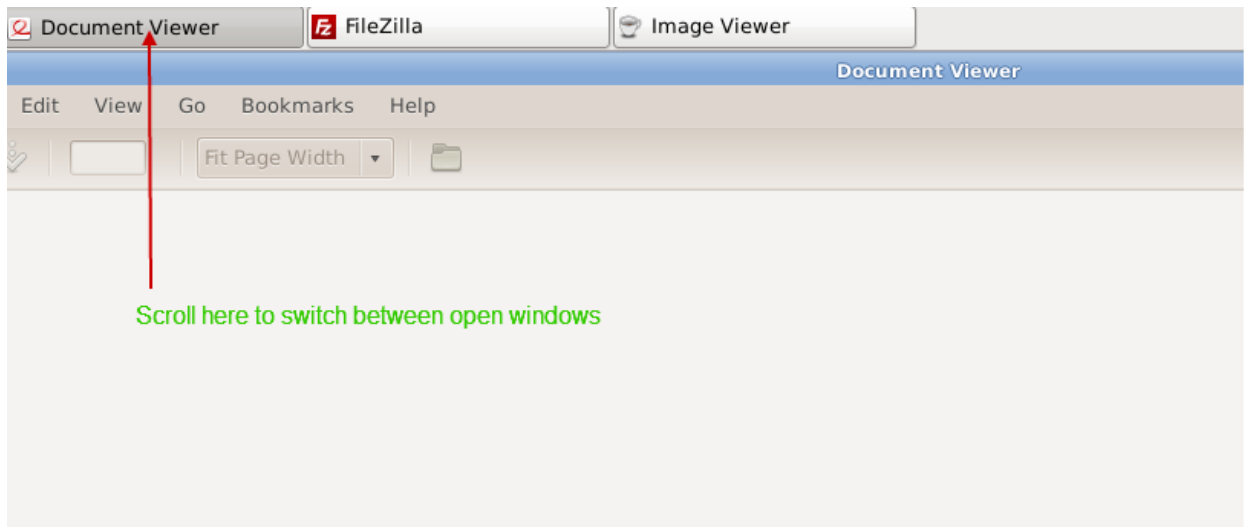 Document Viewer FileZilla Image Viewer
Document Viewer
Edit View Go Bookmarks Help
Fit Page Width
Scroll here to switch between open windows